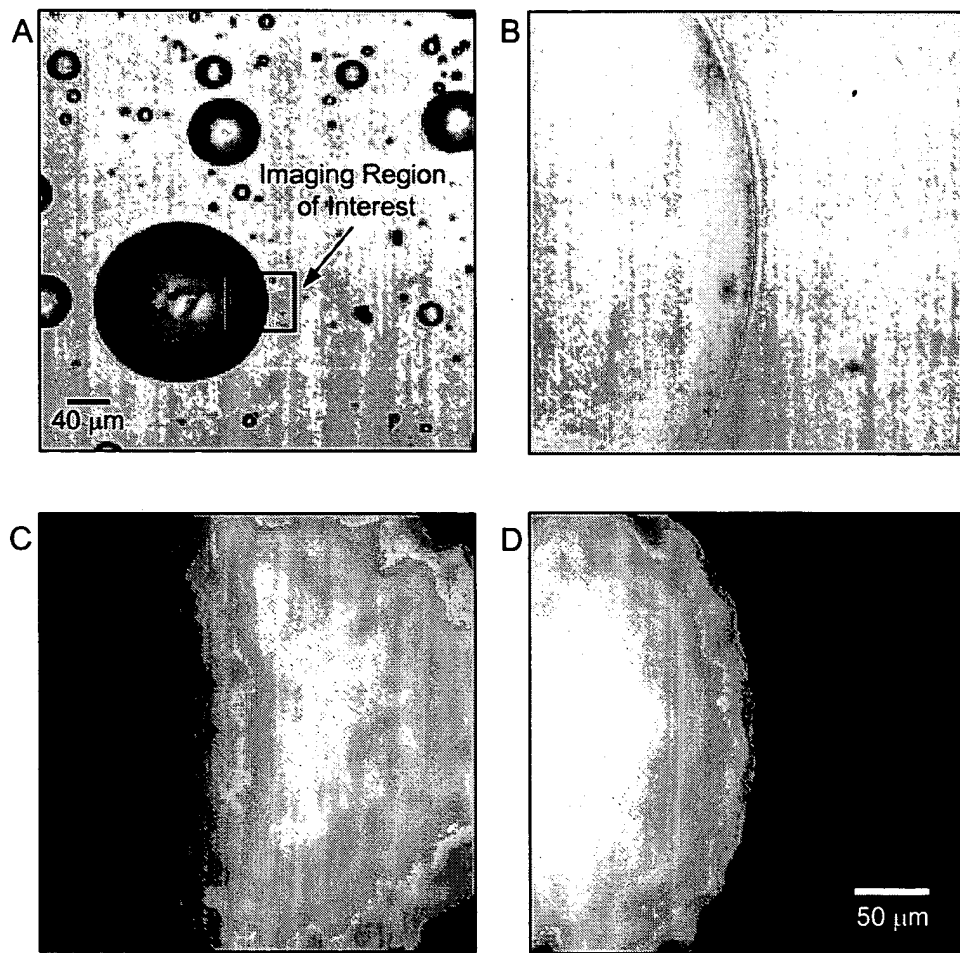 A
B
Imaging Region
of Interest
40 μm
C
D
50 μm